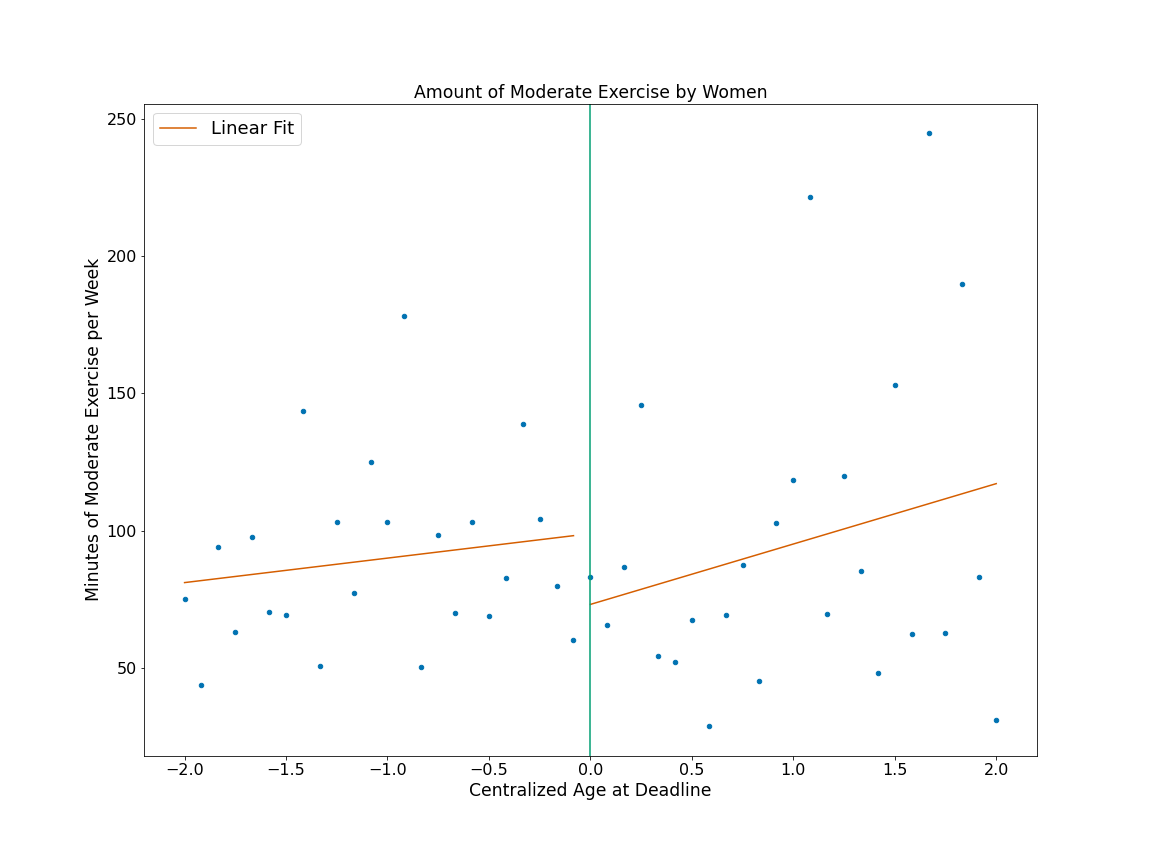 Amount of Moderate Exercise by Women
Linear Fit
Minutes of Moderate Exercise per Week
250
200
150
100
50
−2.0 −1.5 −1.0 −0.5 0.0 0.5 1.0 1.5 2.0
Centralized Age at Deadline